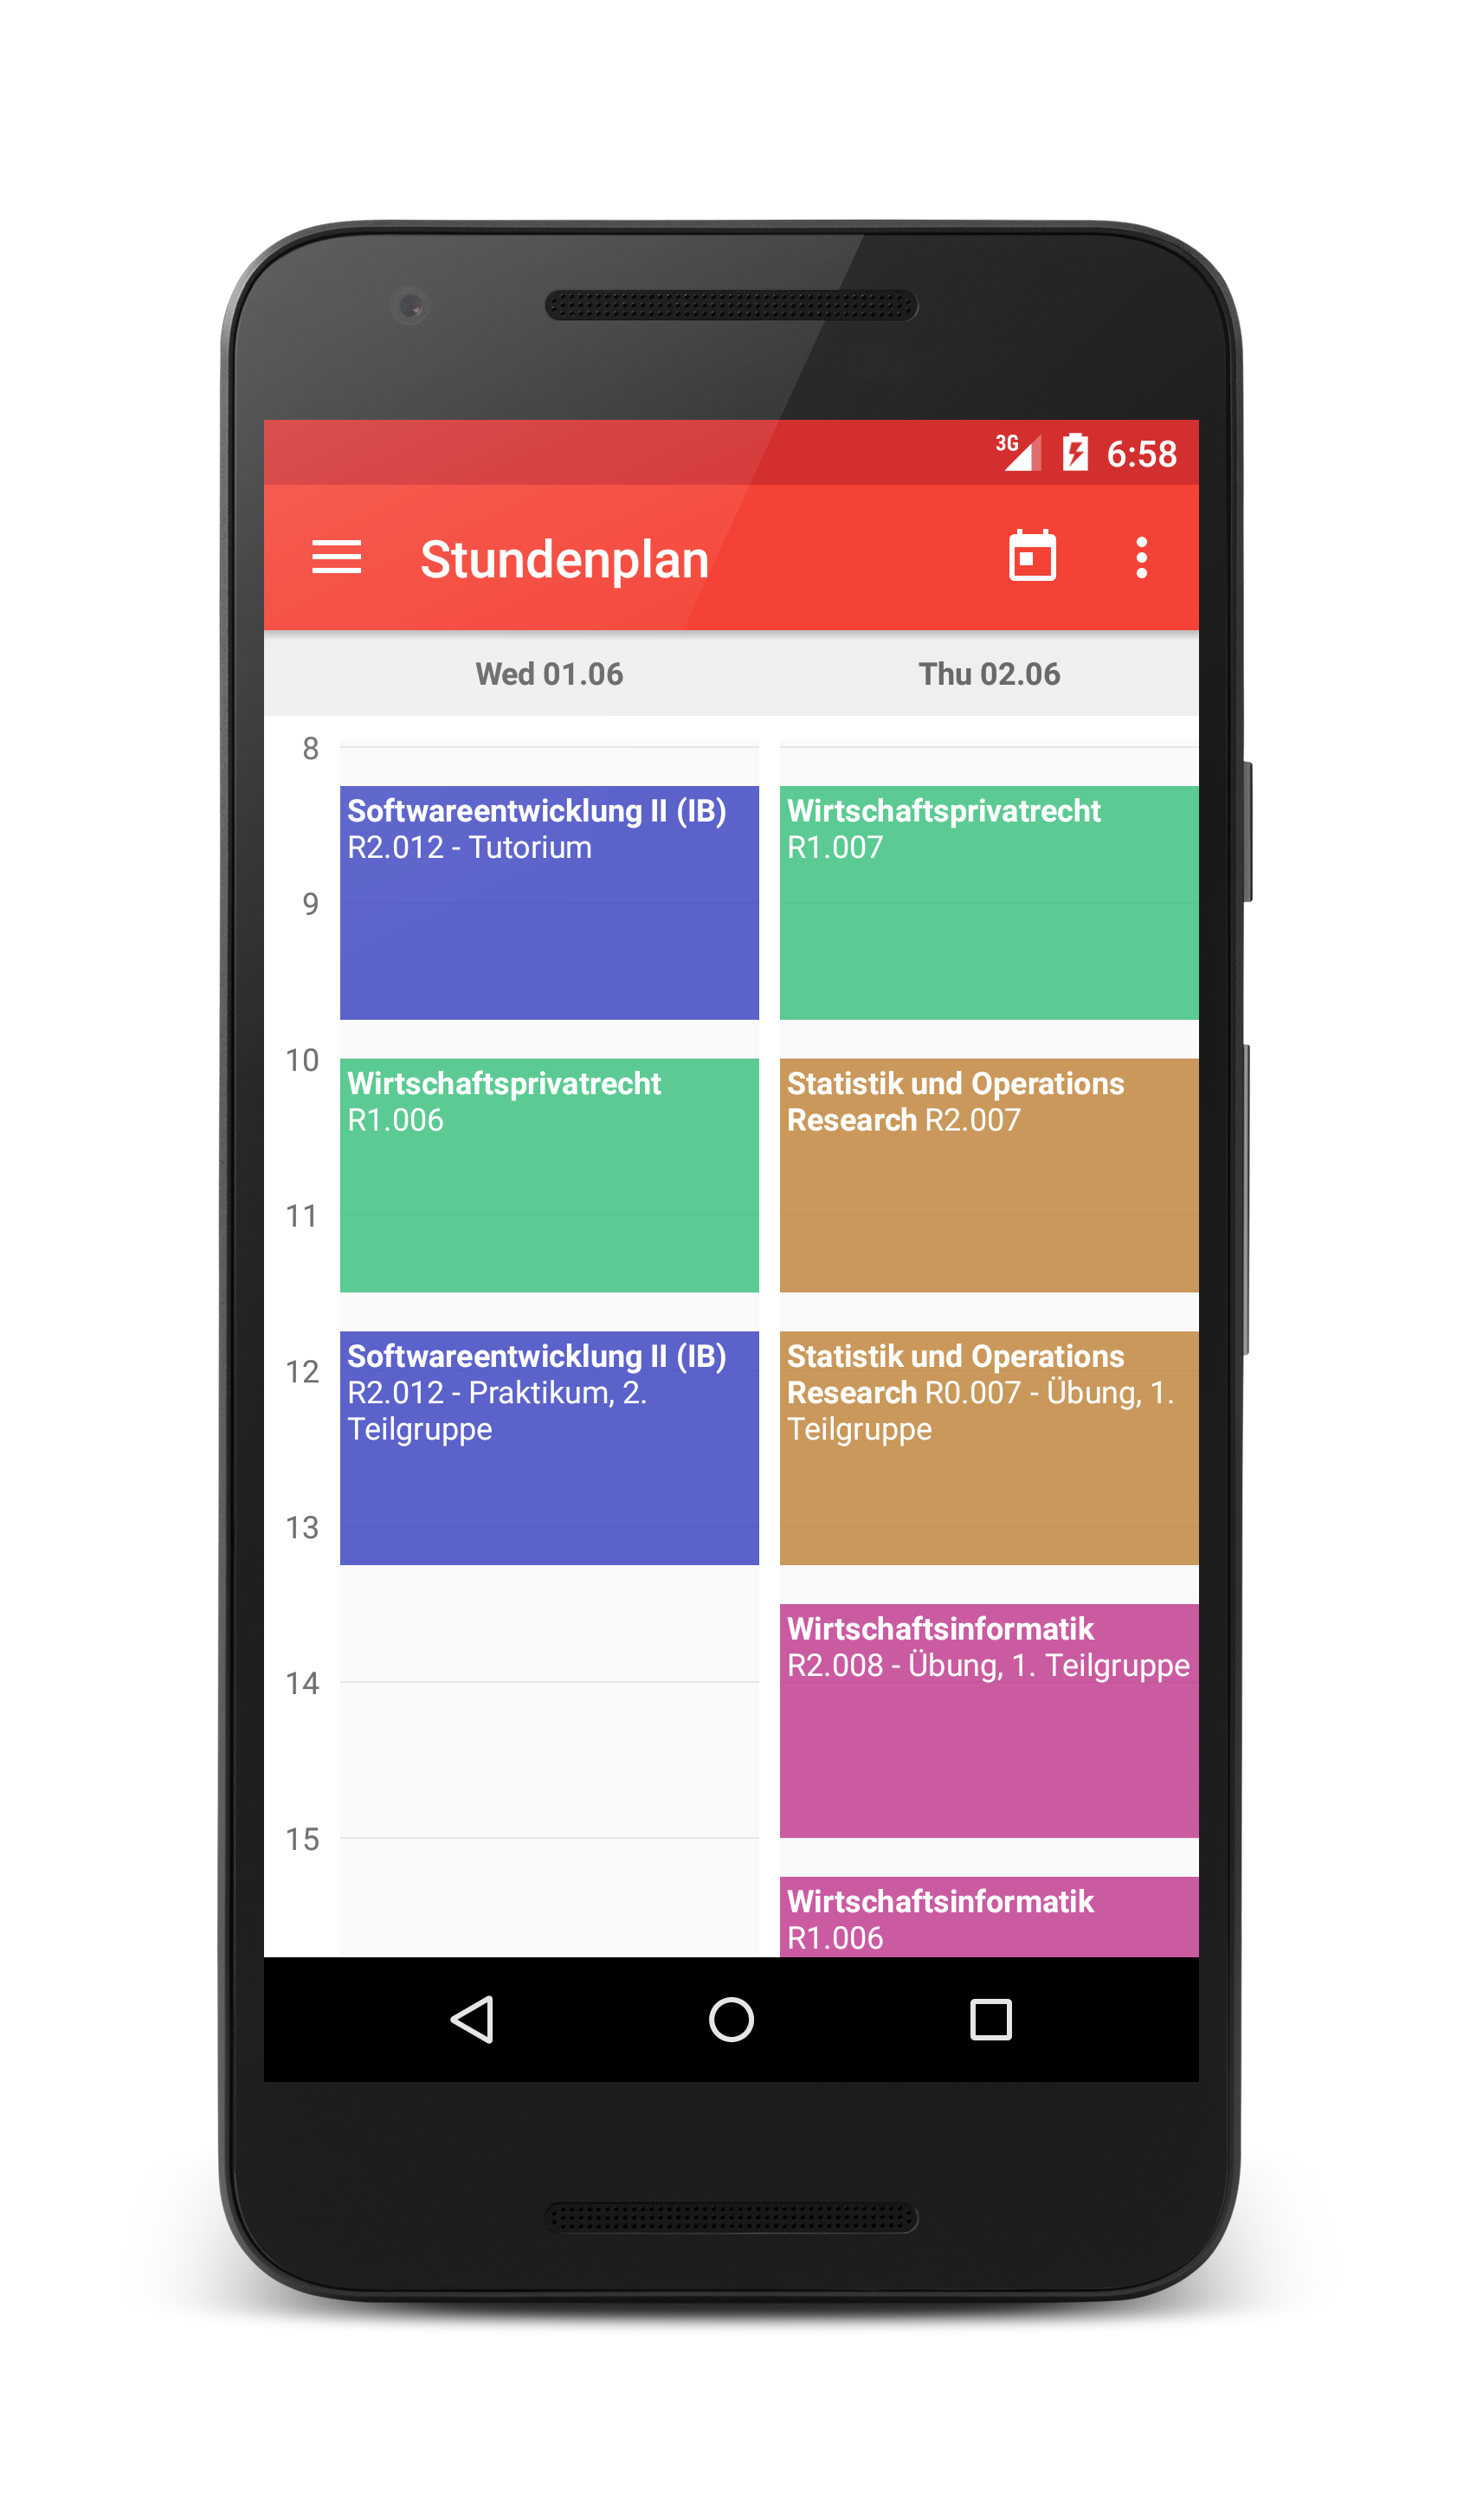 3G 6:58
Stundenplan
Wed 01.06 Thu 02.06
8
Softwareentwicklung II (IB)
R2.012 - Tutorium
Wirtschaftsprivatrecht
R1.007
9
10
Wirtschaftsprivatrecht
R1.006
Statistik und Operations
Research R2.007
11
12
Softwareentwicklung II (IB)
R2.012 - Praktikum, 2.
Teilgruppe
Statistik und Operations
Research R0.007 - Übung, 1.
Teilgruppe
13
Wirtschaftsinformatik
R2.008 - Übung, 1. Teilgruppe
14
15
Wirtschaftsinformatik
R1.006